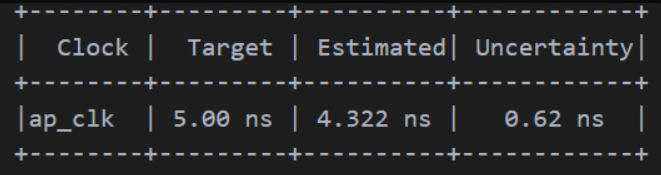 +--------+---------+----------+------------+
|  Clock |  Target | Estimated| Uncertainty|
+--------+---------+----------+------------+
|ap_clk  | 5.00 ns | 4.322 ns |   0.62 ns  |
+--------+---------+----------+------------+